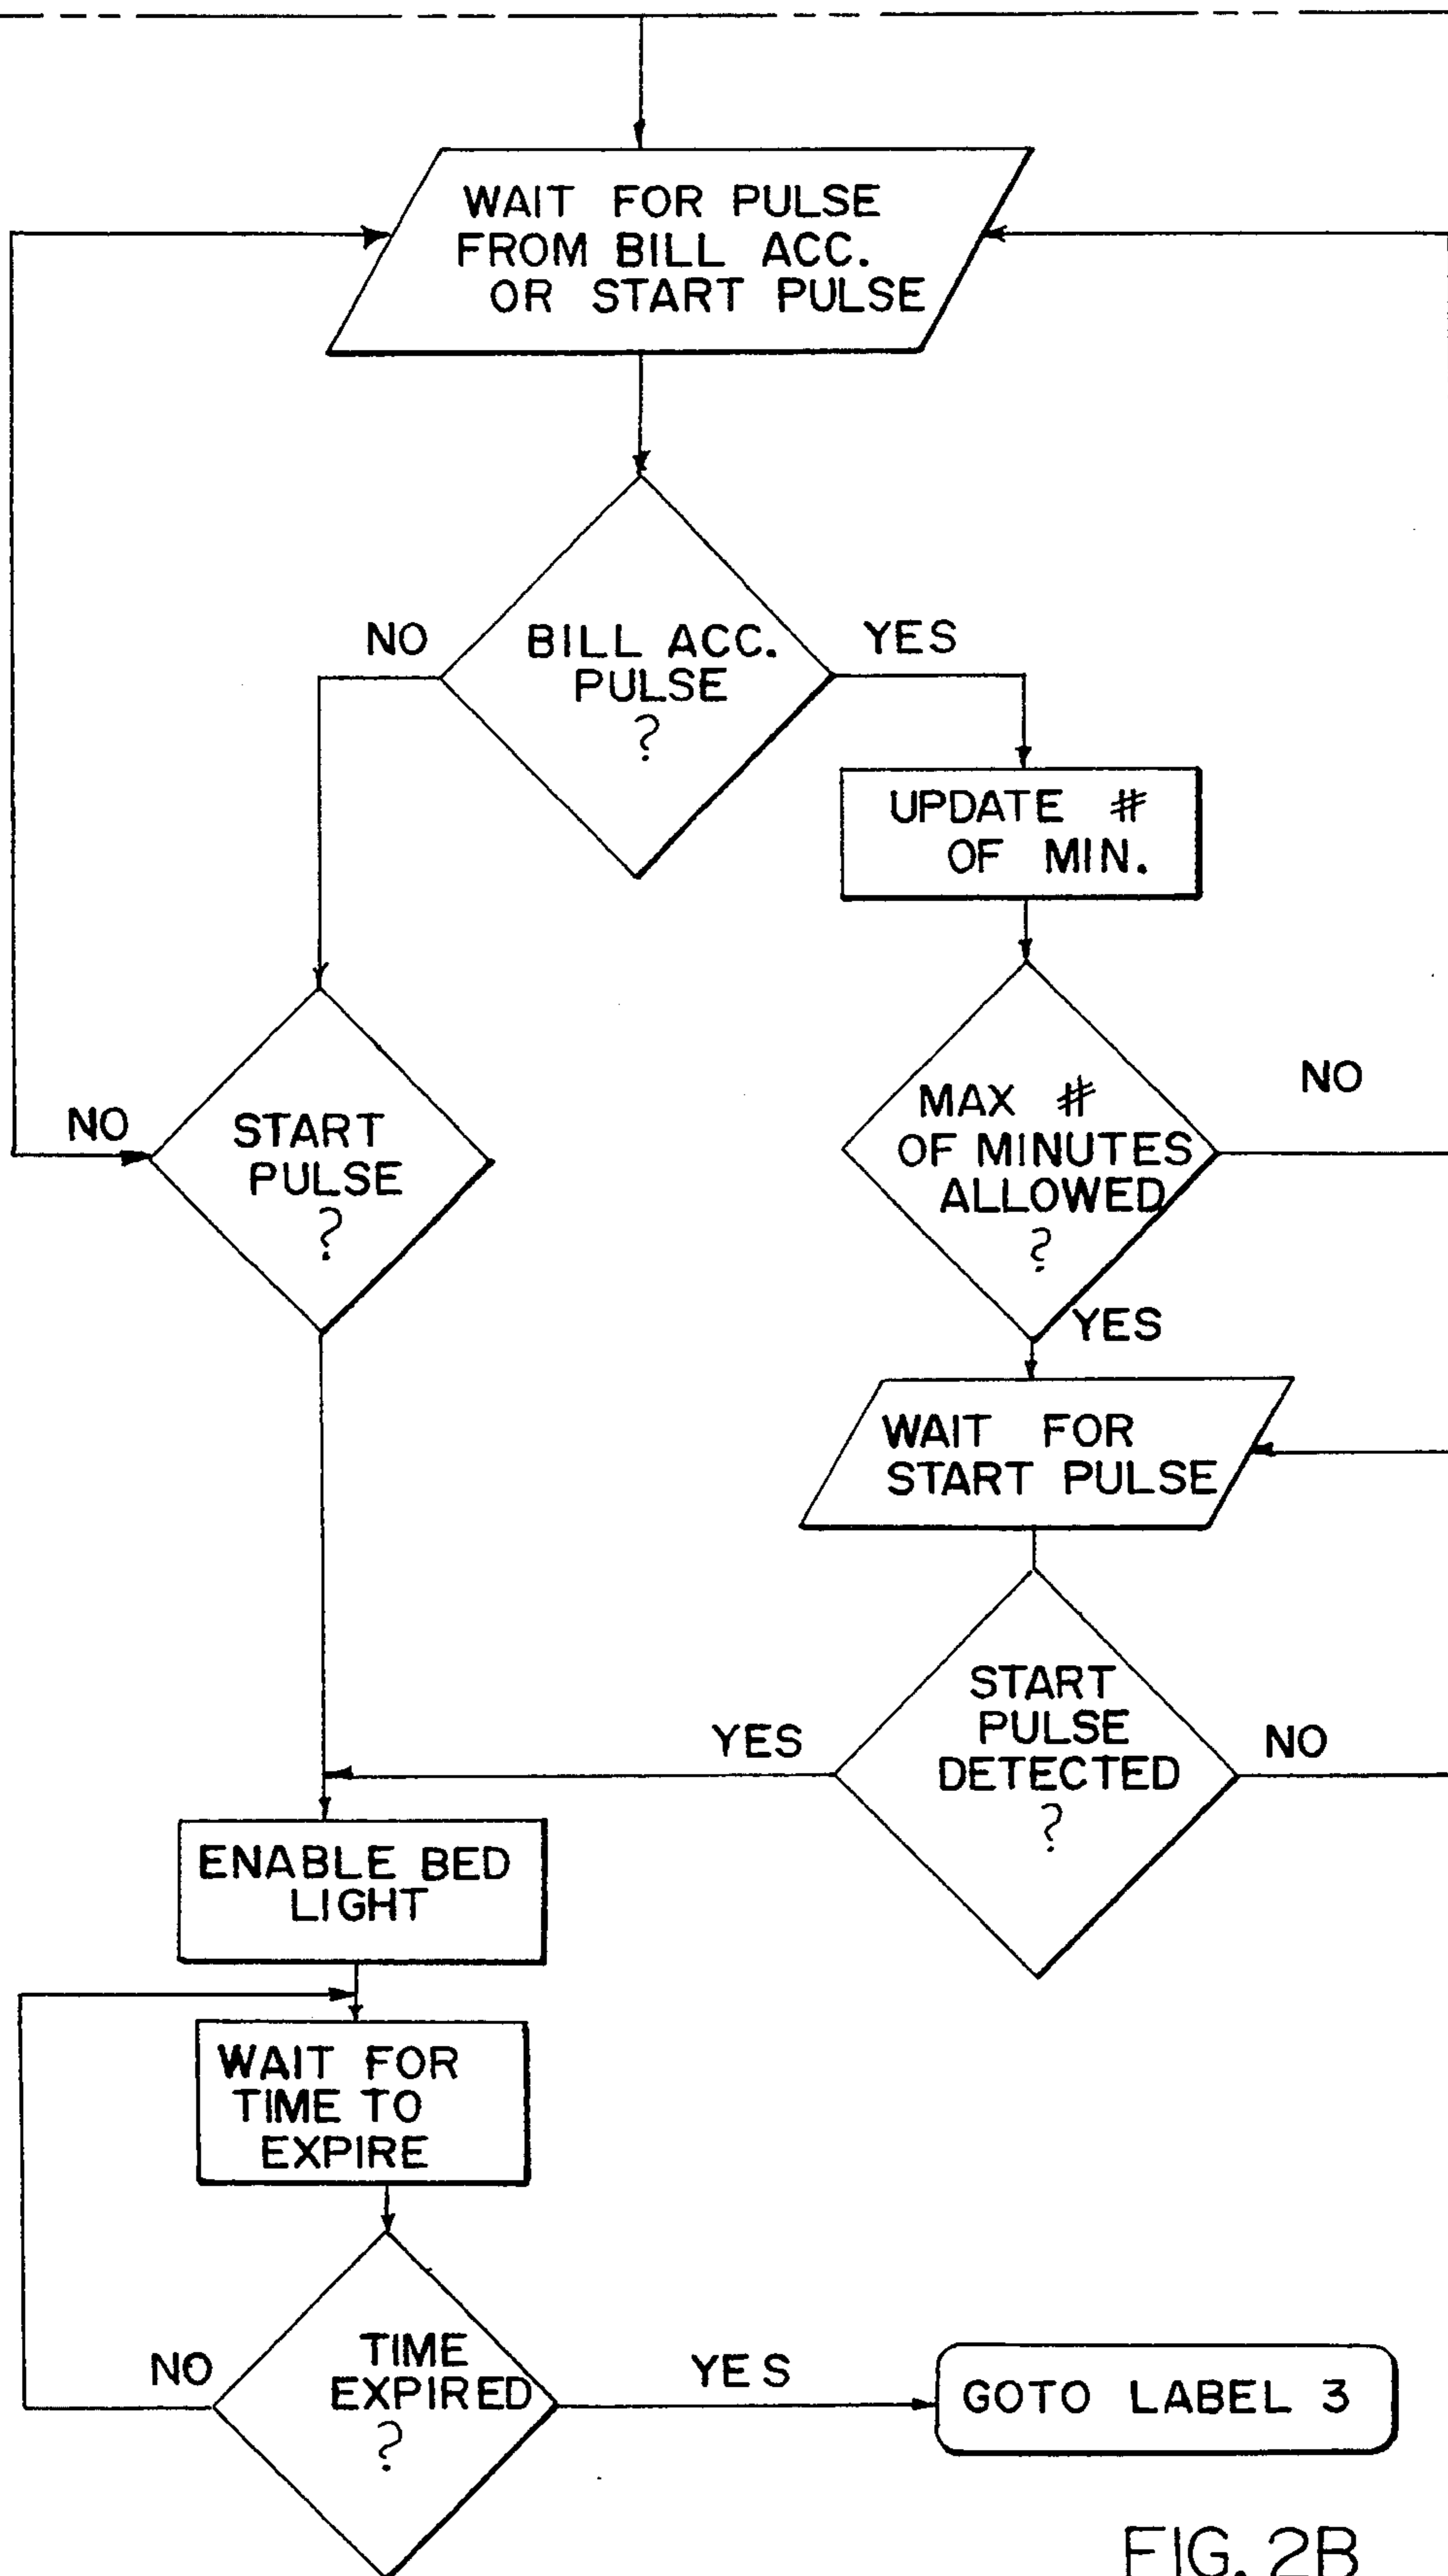 WAIT FOR PULSE
FROM BILL ACC.
OR START PULSE
NO
BILL ACC.
PULSE
?
YES
UPDATE #
OF MIN.
NO
START
PULSE
?
MAX #
OF MINUTES
ALLOWED
?
NO
YES
WAIT FOR
START PULSE
YES
START
PULSE
DETECTED
?
NO
ENABLE BED
LIGHT
WAIT FOR
TIME TO
EXPIRE
NO
TIME
EXPIRED
?
YES
GOTO LABEL 3
FIG. 2B